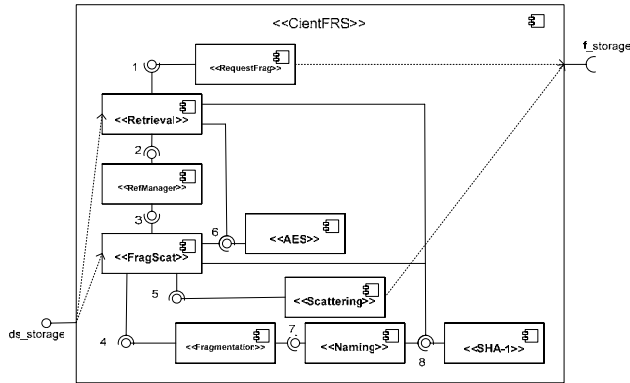 <<CientFRS>>
f_storage
1
<<RequestFrag>>
<<Retrieval>>
2
<<RefManager>>
3
6
<<AES>>
<<FragScat>>
5
<<Scattering>>
ds_storage
4
<<Fragmentation>>
7
<<Naming>>
8
<<SHA-1>>